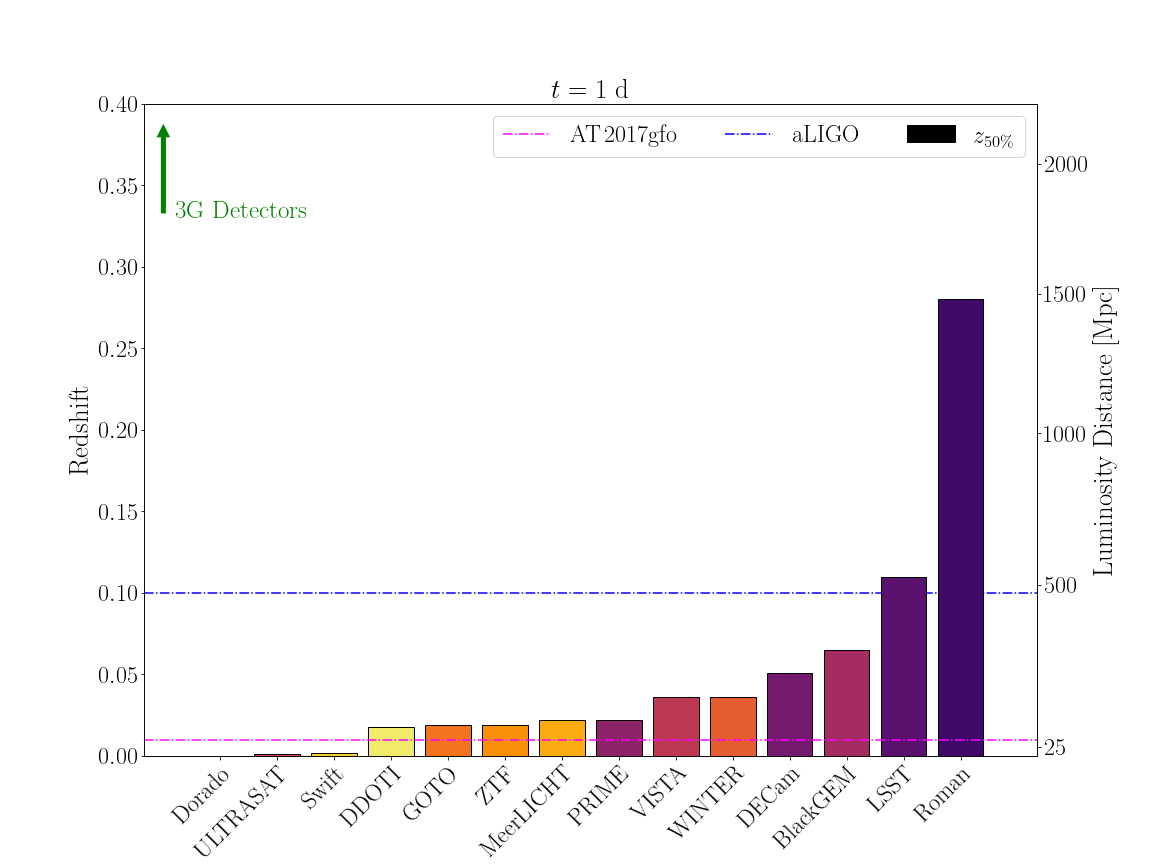 t = 1 d
AT 2017gfo
aLIGO
z50%
3G Detectors
Redshift
0.40
0.35
0.30
0.25
0.20
0.15
0.10
0.05
0.00
Luminosity Distance [Mpc]
2000
1500
1000
500
25
Dorado
ULTRASAT
Swift
DDOTI
GOTO
ZTF
MeerLICHT
PRIME
VISTA
WINTER
DECam
BlackGEM
LSST
Roman